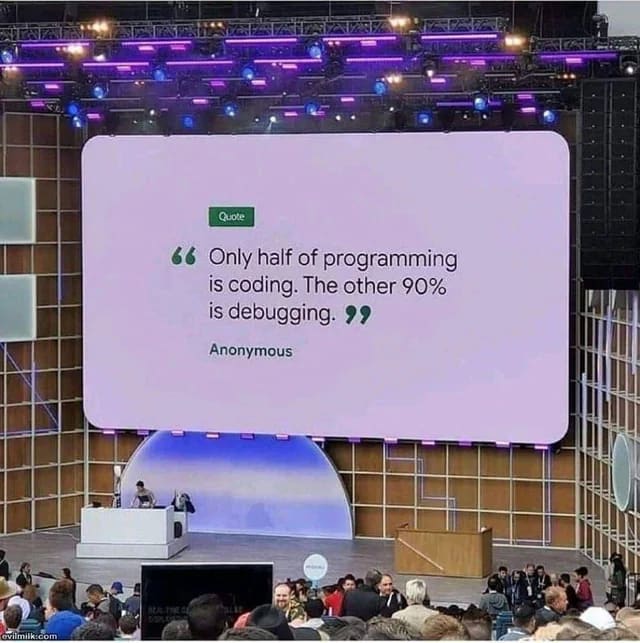 Quote
“ Only half of programming
is coding. The other 90%
is debugging. ”
Anonymous
evilmilk.com